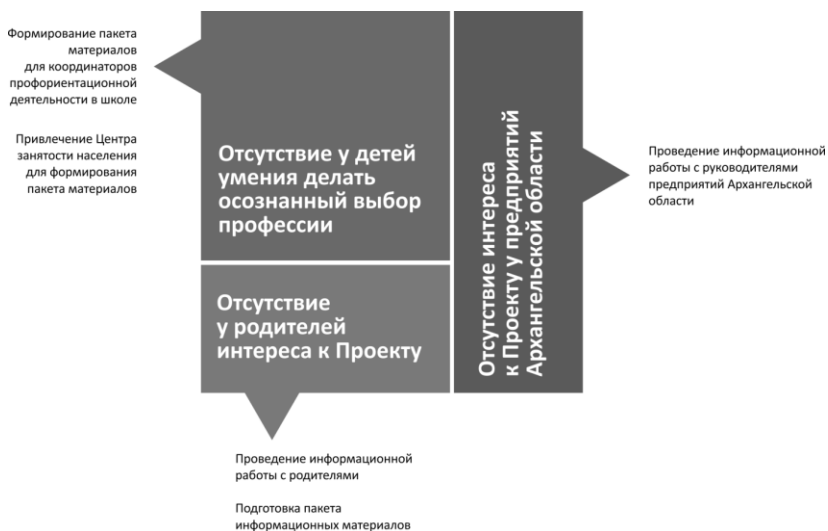 Формирование пакета
материалов
для координаторов
профориентационной
деятельности в школе
Привлечение Центра
занятости населения
для формирования
пакета материалов
Отсутствие у детей
умения делать
осознанный выбор
профессии
Отсутствие
у родителей
интереса к Проекту
Отсутствие интереса
к Проекту у предприятий
Архангельской области
Проведение информационной
работы с руководителями
предприятий Архангельской
области
Проведение информационной
работы с родителями
Подготовка пакета
информационных материалов